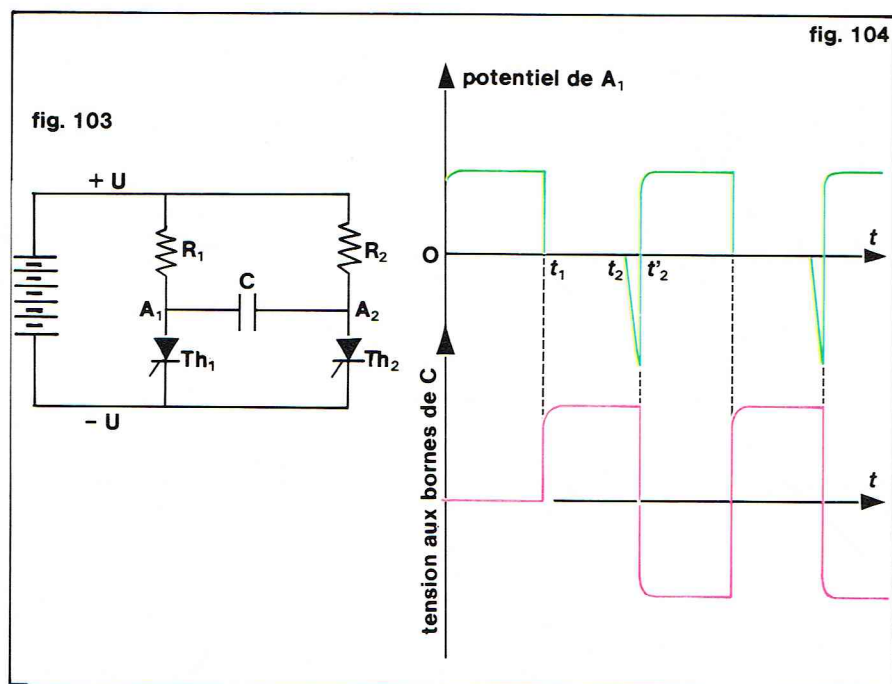 fig. 103
+ U
R₁
R₂
C
A₁
A₂
Th₁
Th₂
− U
fig. 104
potentiel de A₁
O
t₁
t₂
t'₂
t
tension aux bornes de C
t